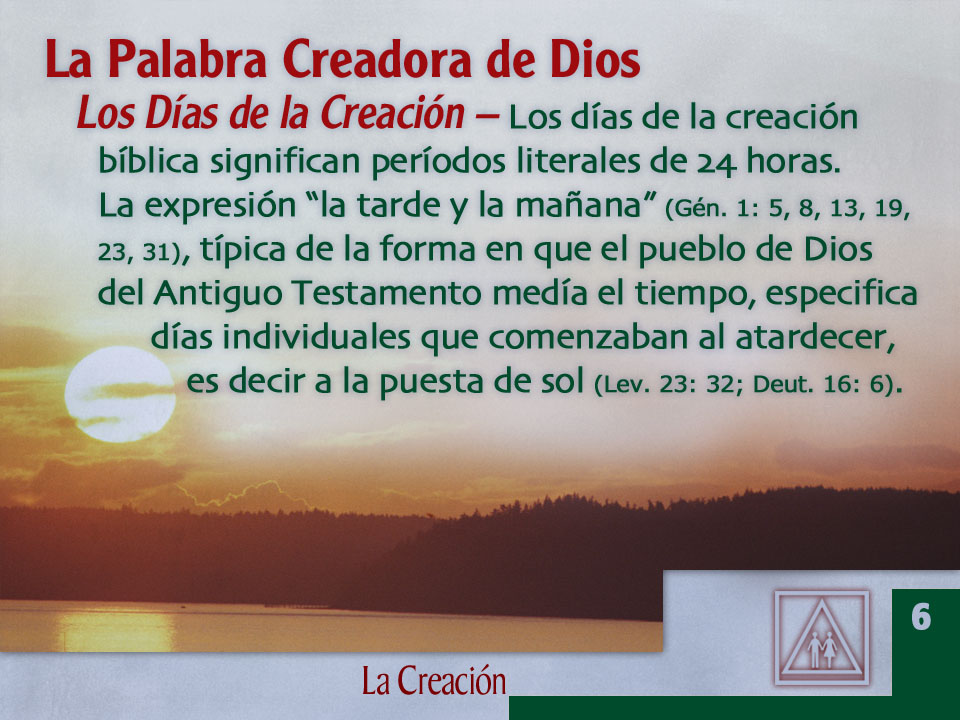 La Palabra Creadora de Dios
Los Días de la Creación – Los días de la creación
bíblica significan períodos literales de 24 horas.
La expresión “la tarde y la mañana” (Gén. 1: 5, 8, 13, 19,
23, 31), típica de la forma en que el pueblo de Dios
del Antiguo Testamento medía el tiempo, especifica
días individuales que comenzaban al atardecer,
es decir a la puesta de sol (Lev. 23: 32; Deut. 16: 6).
6
La Creación